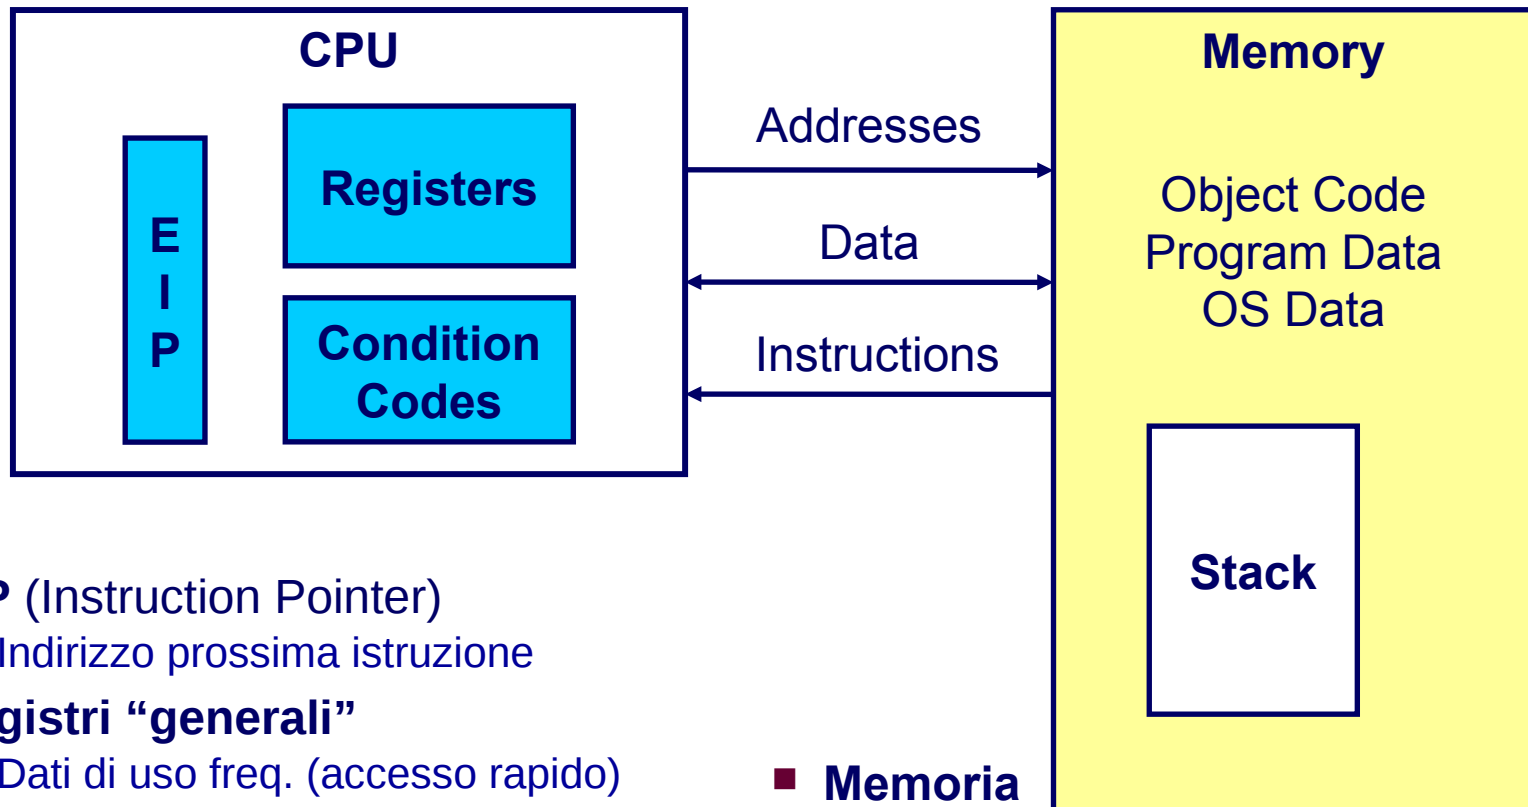 CPU
E
I
P
Registers
Condition
Codes
Addresses
Data
Instructions
Memory
Object Code
Program Data
OS Data
Stack
P (Instruction Pointer)
Indirizzo prossima istruzione
gistri “generali”
Dati di uso freq. (accesso rapido)
Memoria